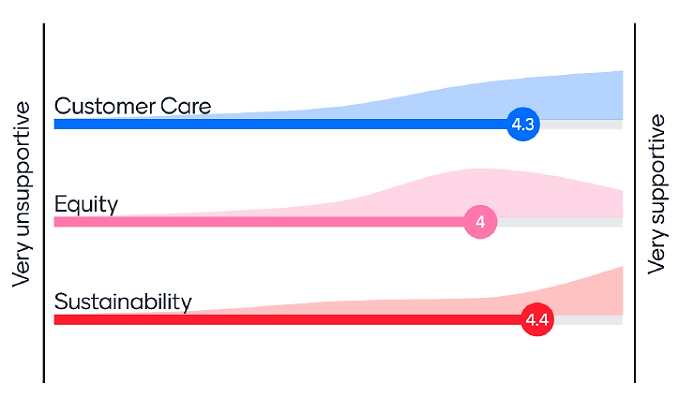 Very unsupportive
Customer Care
4.3
Equity
4
Sustainability
4.4
Very supportive